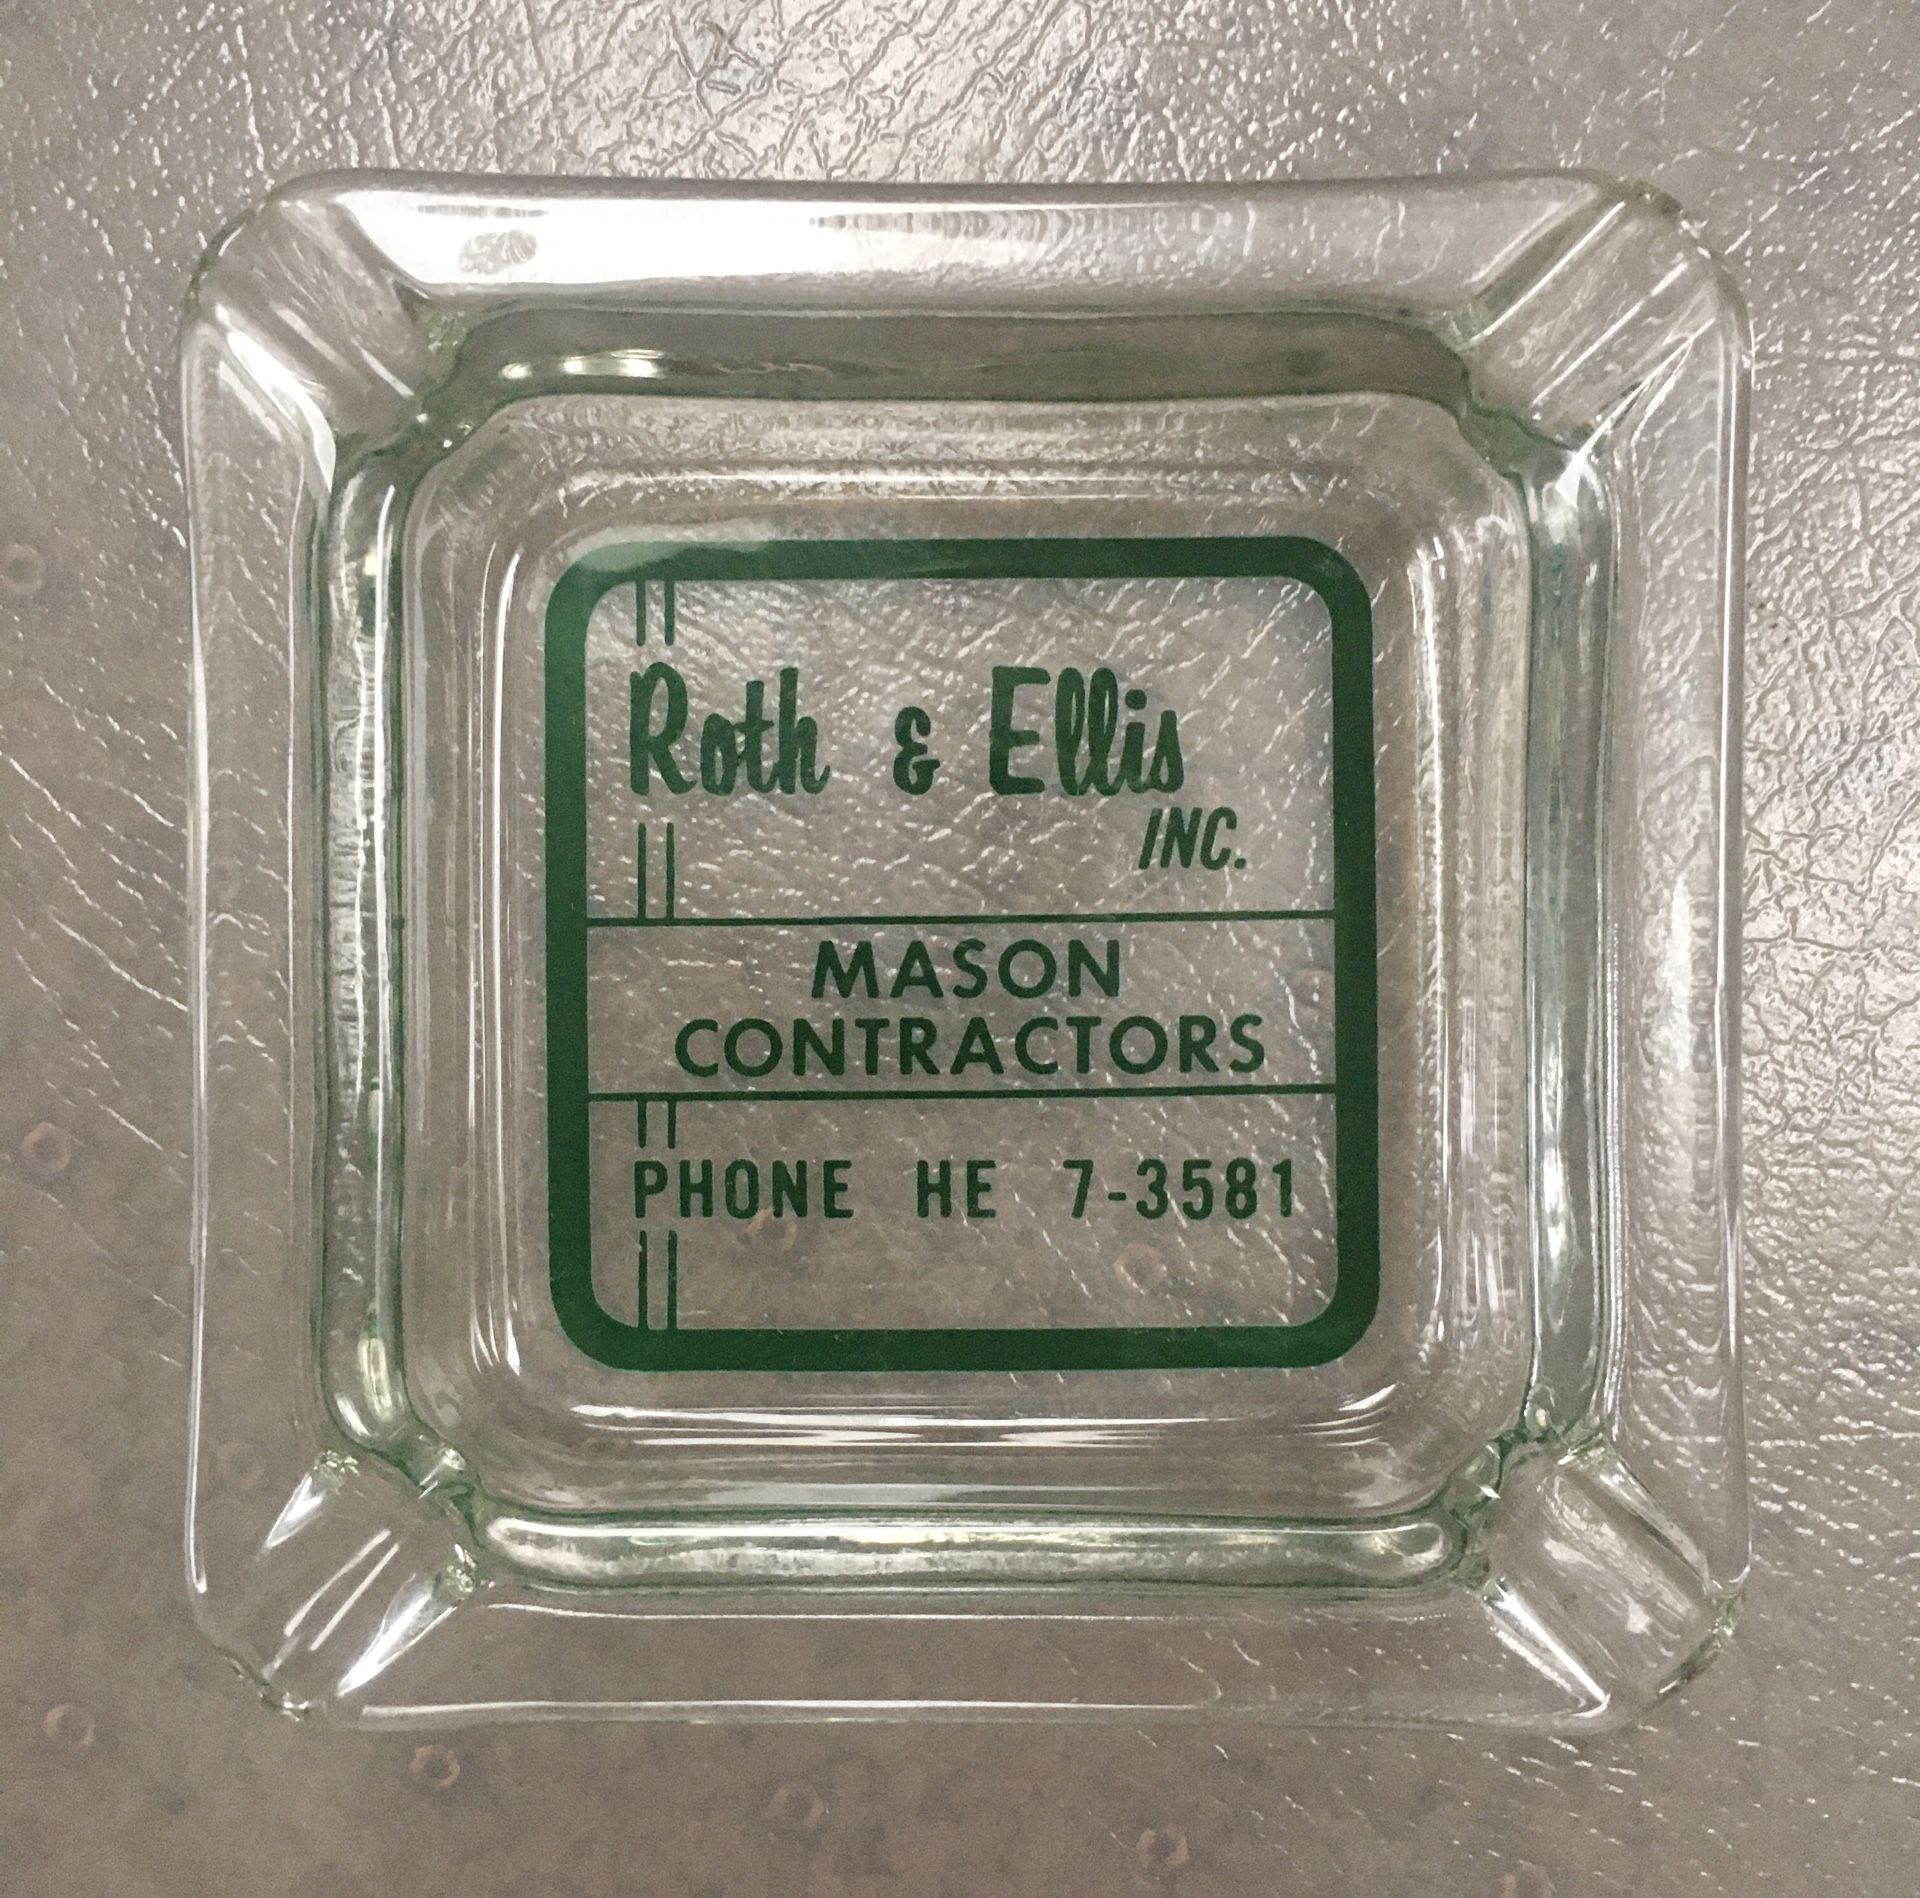 Roth & Ellis
INC.
MASON
CONTRACTORS
PHONE HE 7-3581